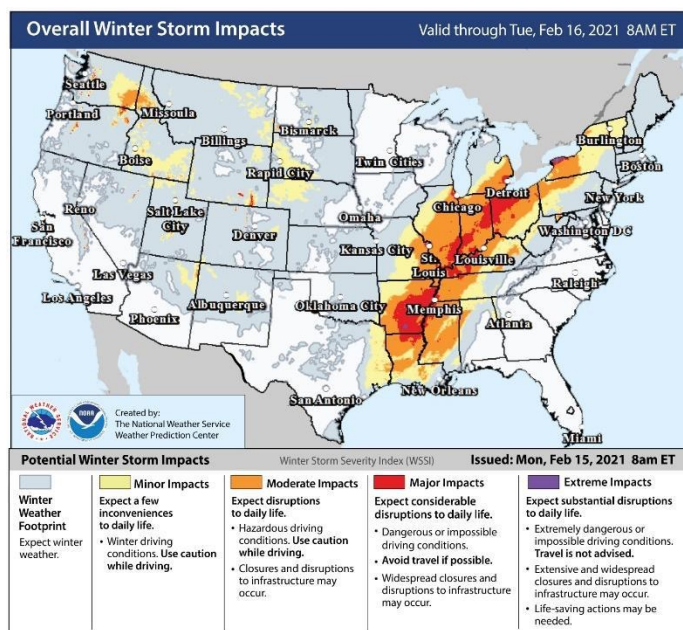 Overall Winter Storm Impacts
Valid through Tue, Feb 16, 2021 8AM ET
Seattle
Portland
Missoula
Billings
Bismarck
Boise
Rapid City
Twin Cities
Burlington
Boston
Detroit
Chicago
New York
Reno
Salt Lake
City
San
Francisco
Denver
Omaha
Kansas City
St.
Louis
Louisville
Washington DC
Las Vegas
Los Angeles
Albuquerque
Oklahoma City
Memphis
Raleigh
Phoenix
Atlanta
San Antonio
New Orleans
Miami
NATIONAL WEATHER SERVICE
NOAA
Created by:
The National Weather Service
Weather Prediction Center
Potential Winter Storm Impacts
Winter Storm Severity Index (WSSI)
Issued: Mon, Feb 15, 2021 8am ET
Winter
Weather
Footprint
Expect winter
weather.
Minor Impacts
Expect a few
inconveniences
to daily life.
• Winter driving
conditions. Use caution
while driving.
Moderate Impacts
Expect disruptions
to daily life.
• Hazardous driving
conditions. Use caution
while driving.
• Closures and disruptions
to infrastructure may
occur.
Major Impacts
Expect considerable
disruptions to daily life.
• Dangerous or impossible
driving conditions.
• Avoid travel if possible.
• Widespread closures and
disruptions to infrastructure
may occur.
Extreme Impacts
Expect substantial disruptions
to daily life.
• Extremely dangerous or
impossible driving conditions.
Travel is not advised.
• Extensive and widespread
closures and disruptions to
infrastructure may occur.
• Life-saving actions may be
needed.